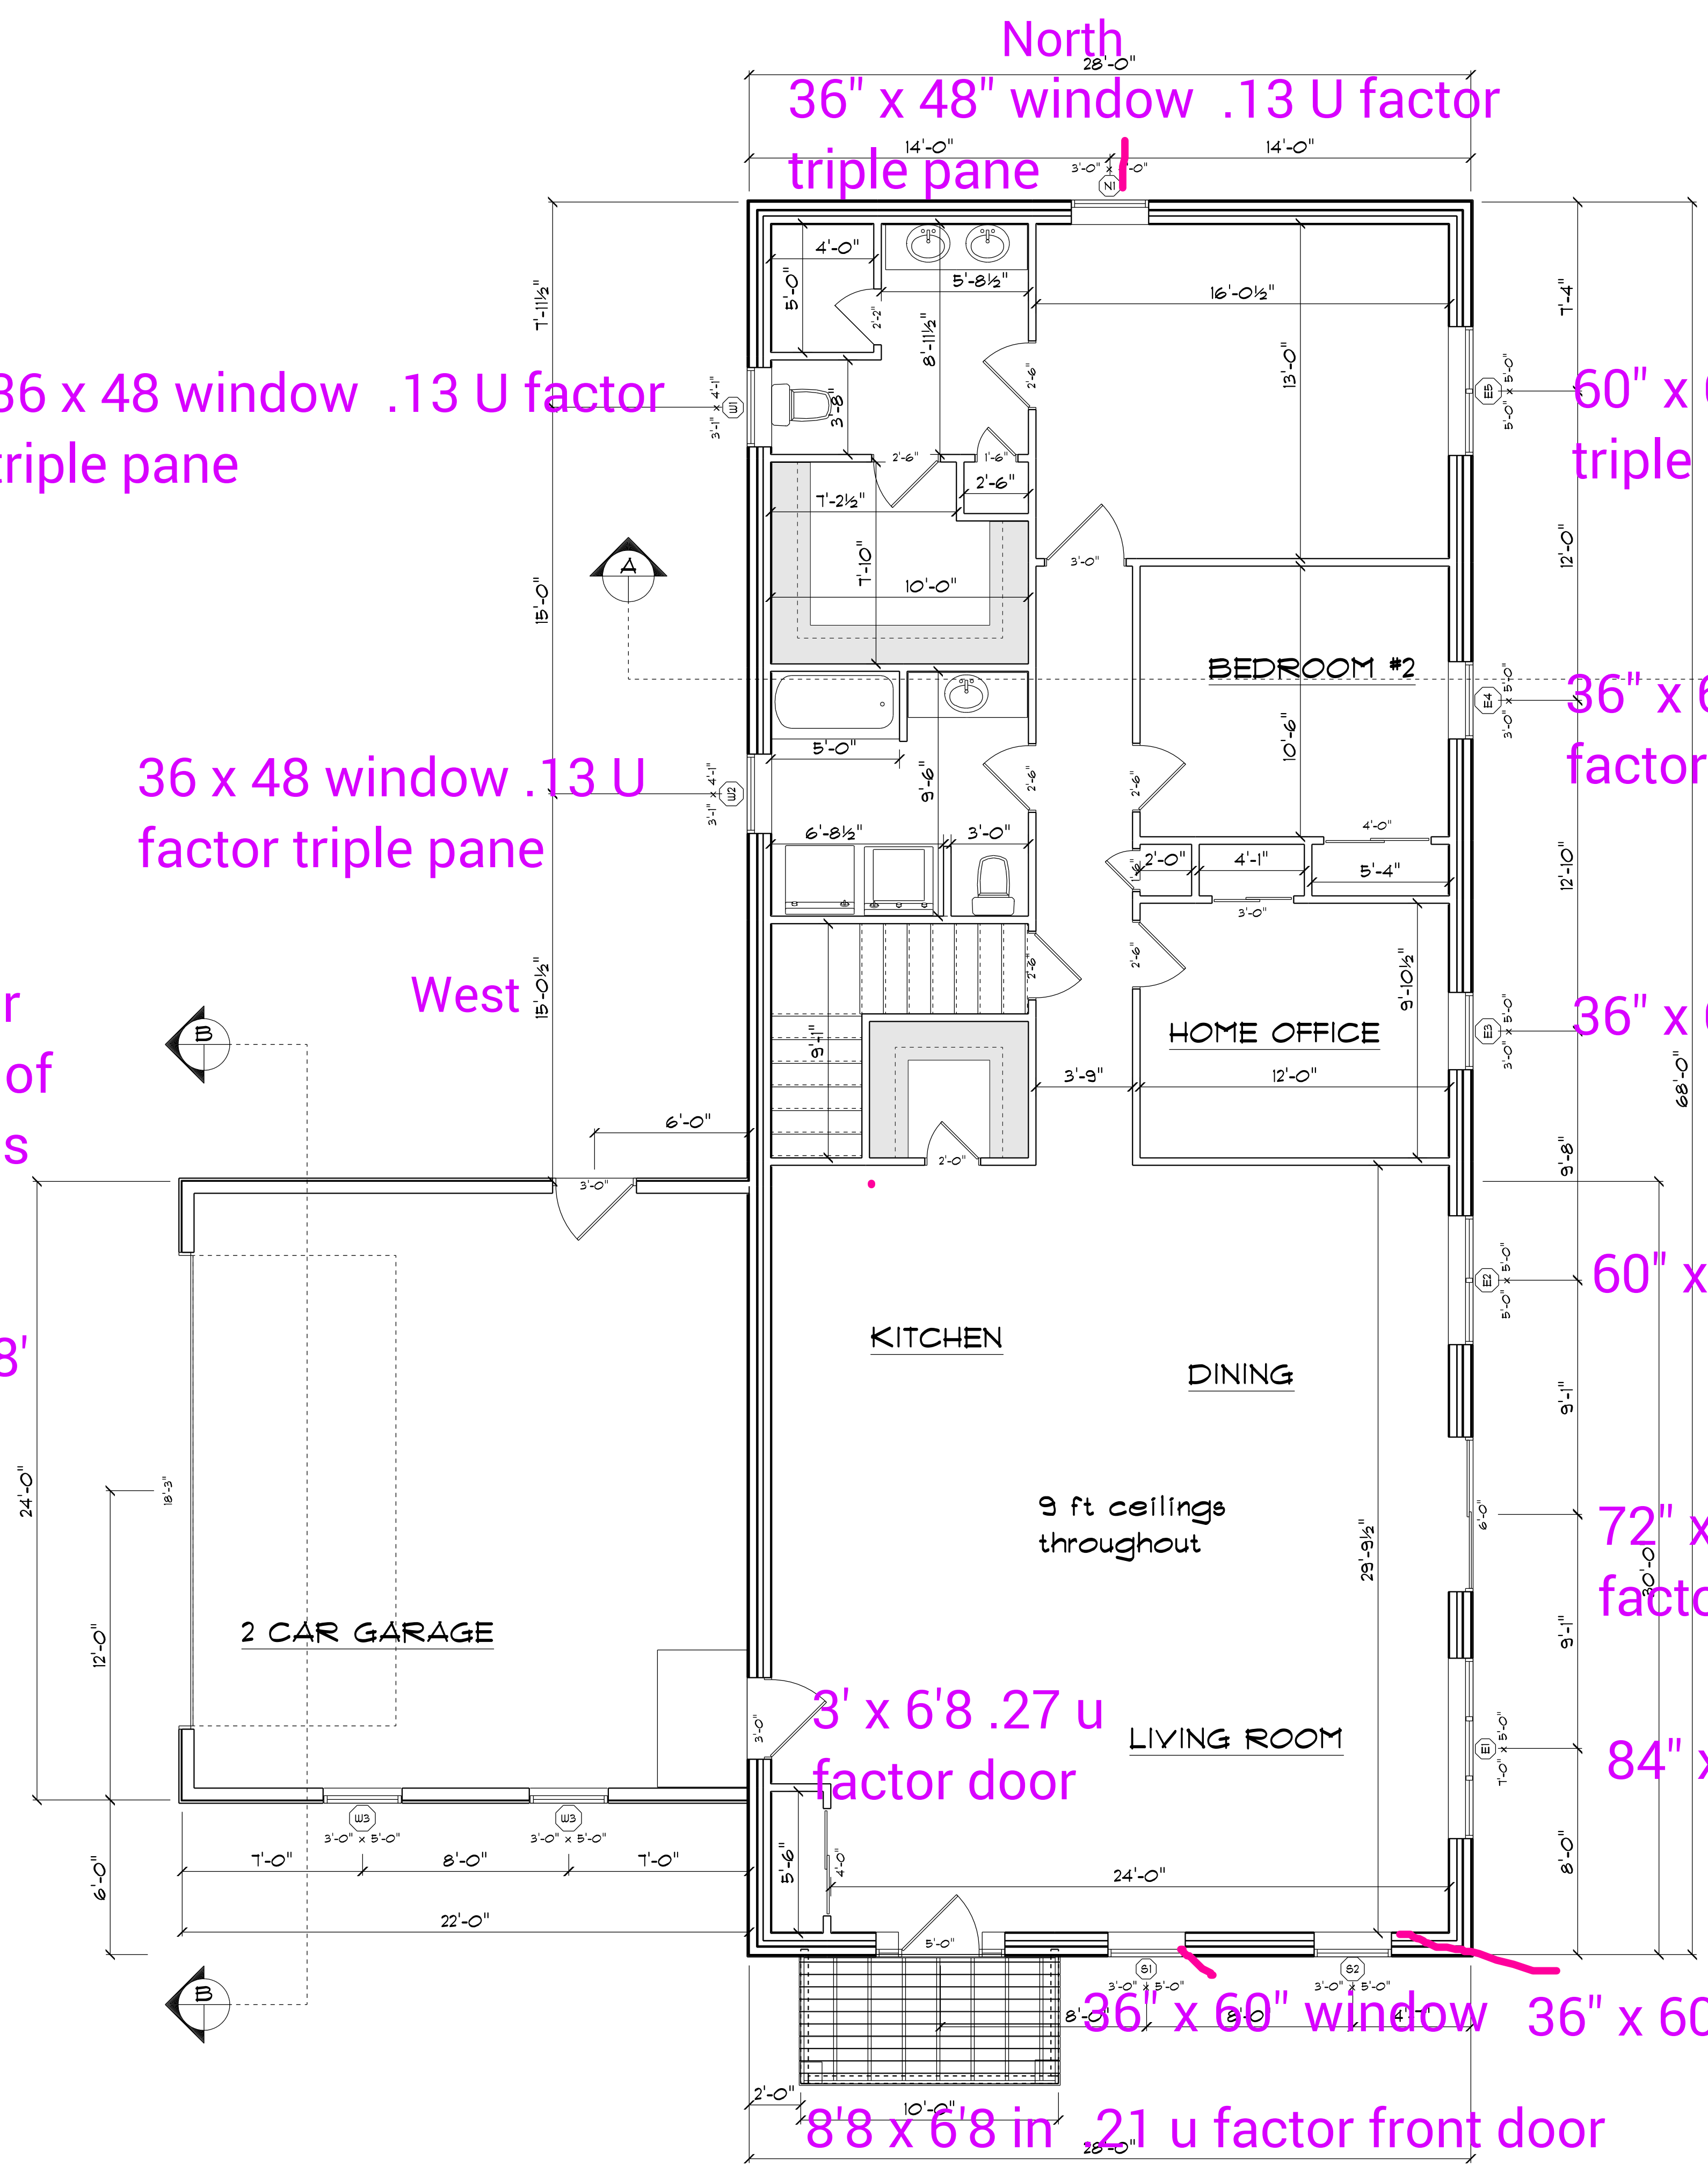 North
28'-0"
36" x 48" window .13 U factor
14'-0"
14'-0"
triple pane
3'-0" x
-0"
N1
4'-0"
5'-8½"
5'-0"
2'-2"
8'-11½"
16'-0½"
13'-0"
7'-11½"
7'-4"
36 x 48 window .13 U factor
triple pane
3'-1" x 4'-1"
W1
3'-8"
2'-6"
E5
5'-0" x 5'-0"
60" x 6
triple
2'-6"
1'-6"
2'-6"
7'-2½"
7'-10"
10'-0"
3'-0"
12'-0"
A
15'-0"
BEDROOM #2
10'-6"
E4
3'-0" x 5'-0"
36" x 6
factor
5'-0"
9'-6"
2'-6"
2'-6"
36 x 48 window .13 U
factor triple pane
3'-1" x 4'-1"
W2
6'-8½"
3'-0"
4'-0"
1'-6"
2'-0"
4'-1"
5'-4"
3'-0"
12'-10"
r
of
s
West
15'-0½"
B
2'-6"
2'-6"
9'-10½"
HOME OFFICE
E3
3'-0" x 5'-0"
36" x 6
68'-0"
9'-1"
3'-9"
12'-0"
6'-0"
2'-0"
9'-8"
3'-0"
E2
5'-0" x 5'-0"
60" x
8'
KITCHEN
DINING
9'-1"
24'-0"
18'-3"
9 ft ceilings
throughout
29'-9½"
6'-0"
72" x
30'-0"
facto
2 CAR GARAGE
12'-0"
9'-1"
3' x 6'8 .27 u
factor door
3'-0"
LIVING ROOM
E1
7'-0" x 5'-0"
84" x
W3
3'-0" x 5'-0"
W3
3'-0" x 5'-0"
7'-0"
8'-0"
7'-0"
5'-6"
4'-0"
24'-0"
8'-0"
6'-0"
22'-0"
5'-0"
B
S1
3'-0" x 5'-0"
S2
3'-0" x 5'-0"
8'-0"
8'-0
36" x 60" window
36" x 60
2'-0"
10'-0"
8'8 x 6'8 in .21 u factor front door
28'-0"